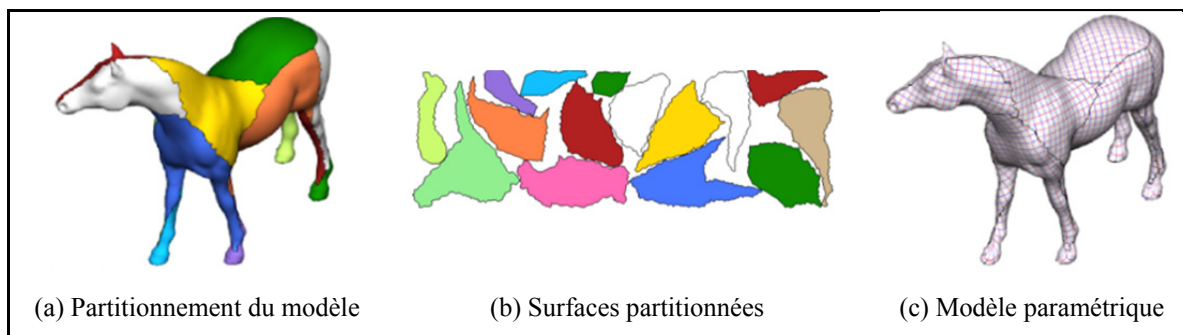 (a) Partitionnement du modèle
(b) Surfaces partitionnées
(c) Modèle paramétrique